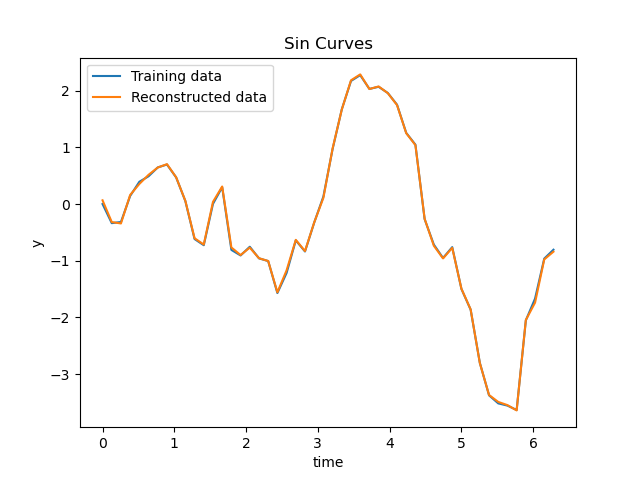 Sin Curves
Training data
Reconstructed data
y
2
1
0
−1
−2
−3
0 1 2 3 4 5 6
time